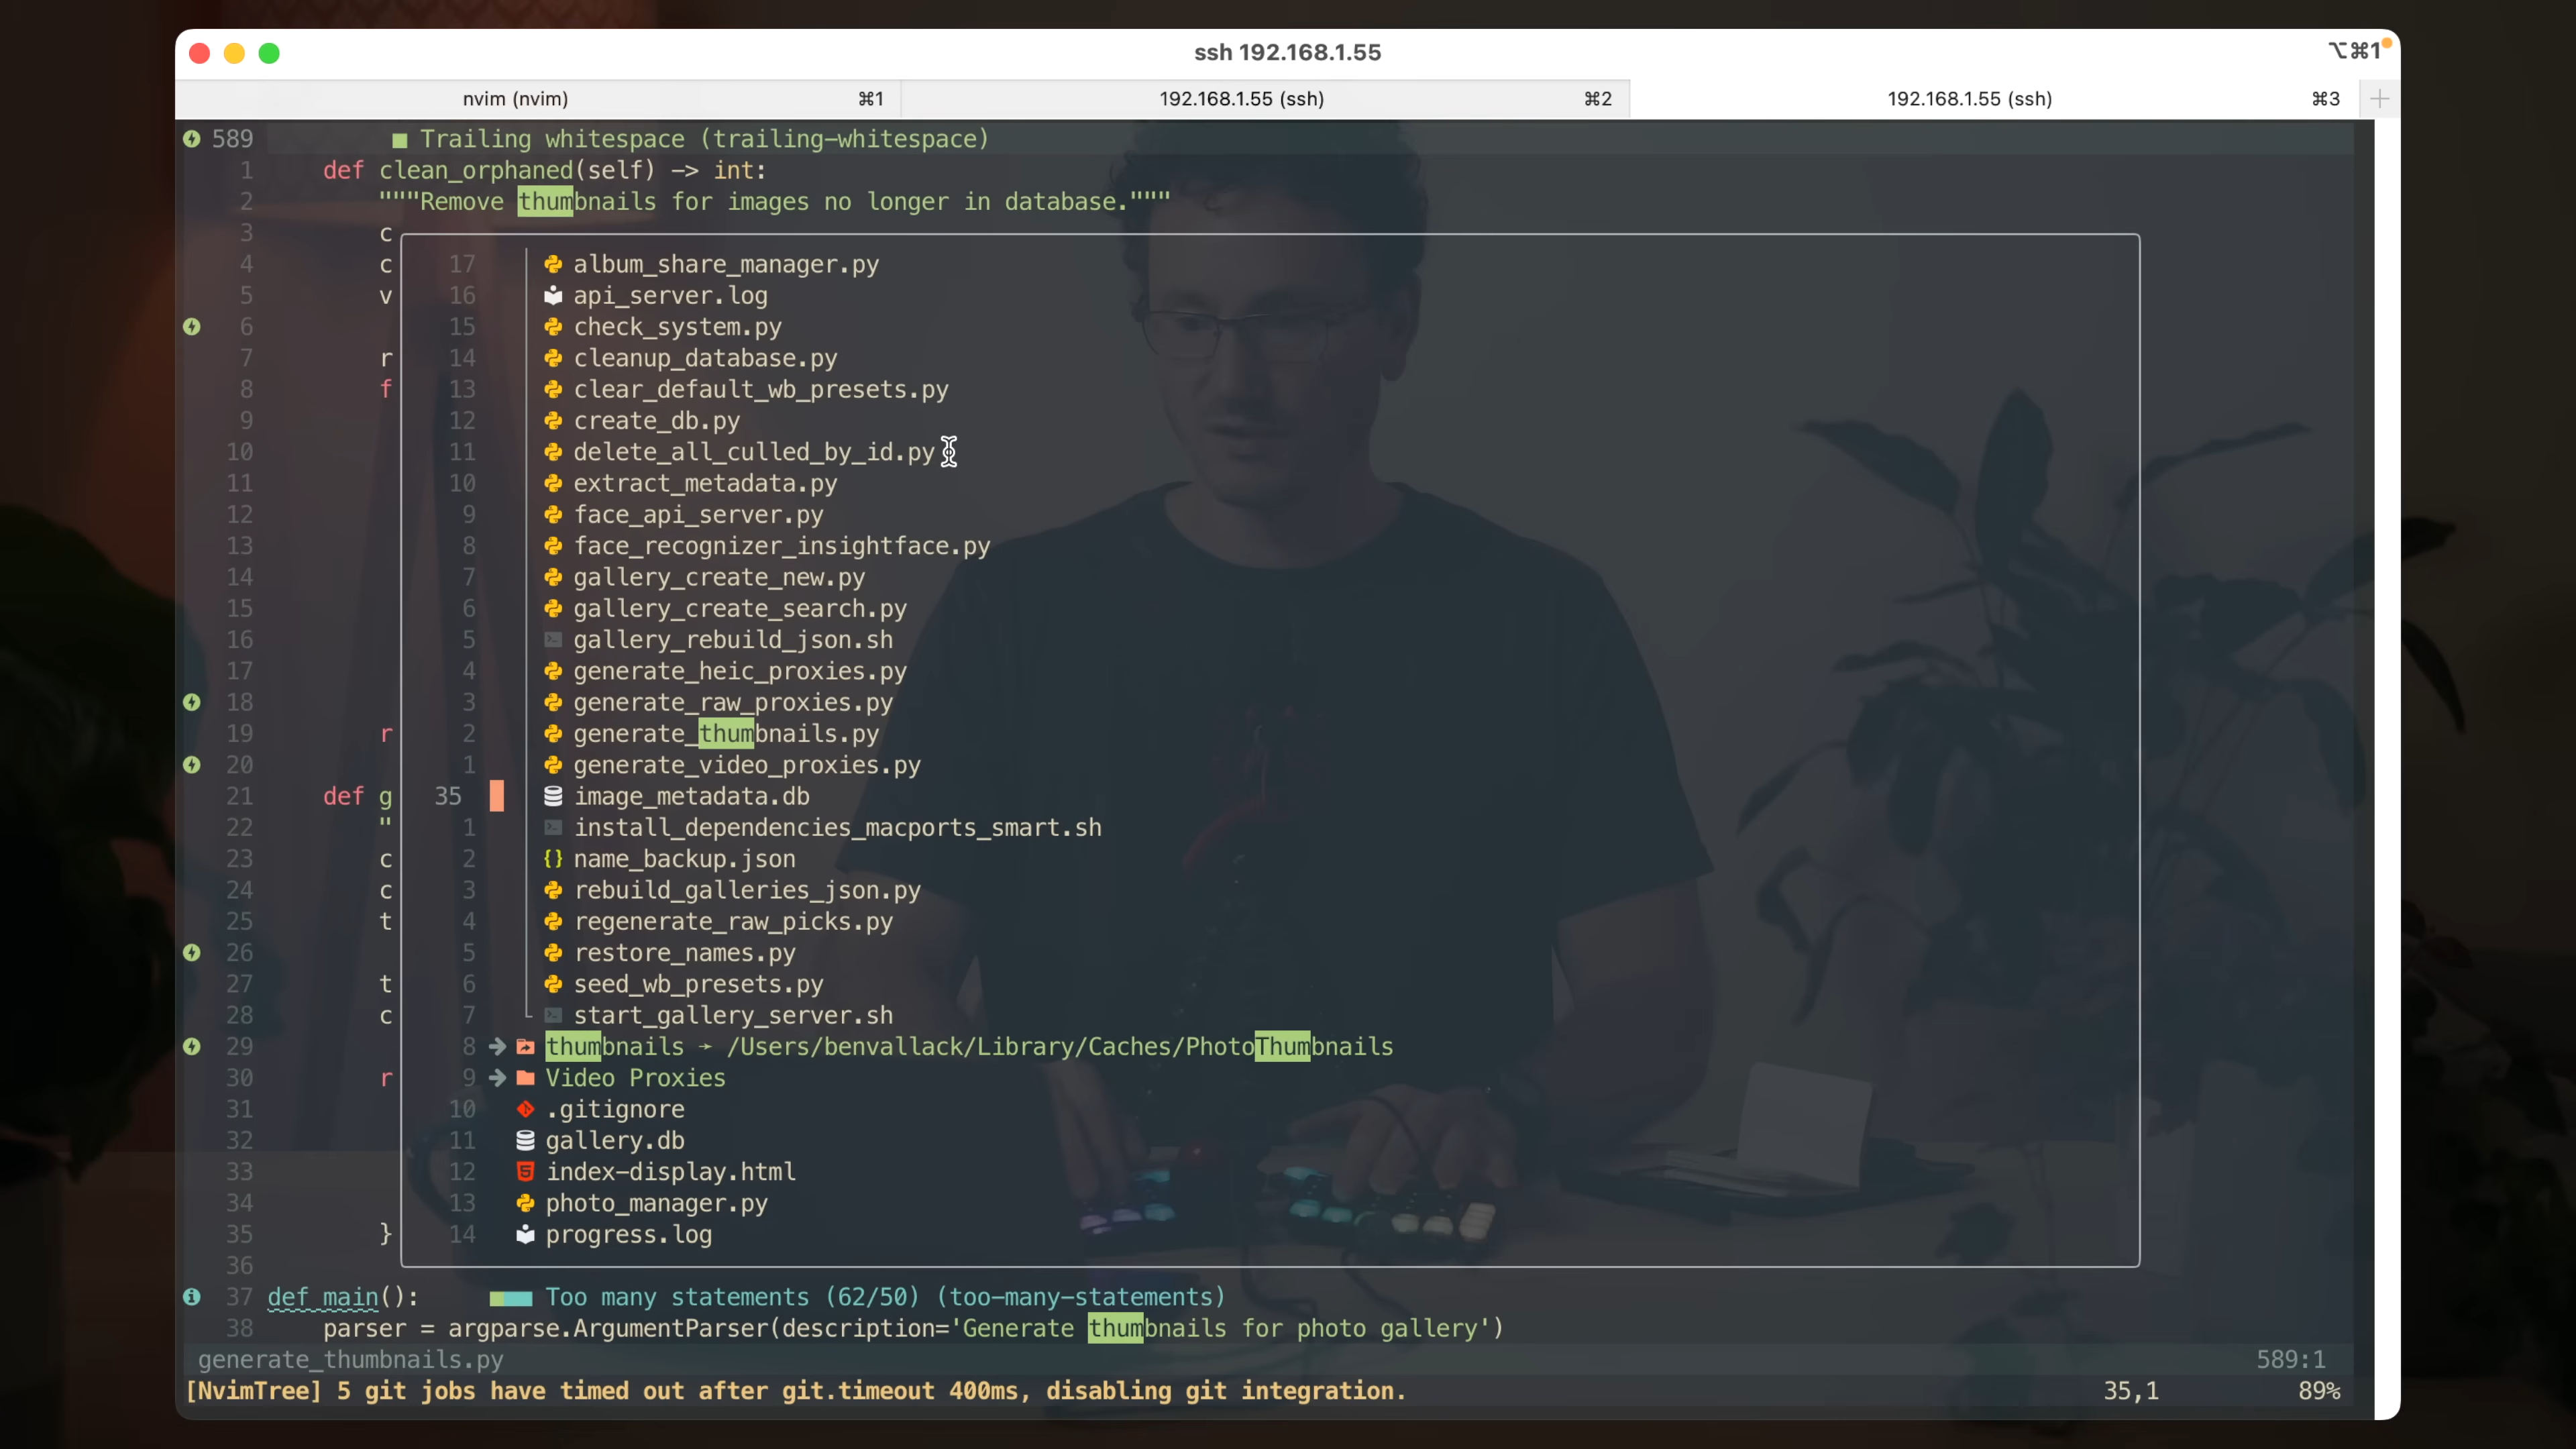 ssh 192.168.1.55
⌥⌘1
nvim (nvim) ⌘1 192.168.1.55 (ssh) ⌘2 192.168.1.55 (ssh) ⌘3
589 ■ Trailing whitespace (trailing-whitespace)
1 def clean_orphaned(self) -> int:
2 """Remove thumbnails for images no longer in database."""
3 c
4 c 17 album_share_manager.py
5 v 16 api_server.log
6 15 check_system.py
7 r 14 cleanup_database.py
8 f 13 clear_default_wb_presets.py
9 12 create_db.py
10 11 delete_all_culled_by_id.py
11 10 extract_metadata.py
12 9 face_api_server.py
13 8 face_recognizer_insightface.py
14 7 gallery_create_new.py
15 6 gallery_create_search.py
16 5 gallery_rebuild_json.sh
17 4 generate_heic_proxies.py
18 3 generate_raw_proxies.py
19 r 2 generate_thumbnails.py
20 1 generate_video_proxies.py
21 def g 35 image_metadata.db
22 " 1 install_dependencies_macports_smart.sh
23 c 2 {} name_backup.json
24 c 3 rebuild_galleries_json.py
25 t 4 regenerate_raw_picks.py
26 5 restore_names.py
27 t 6 seed_wb_presets.py
28 c 7 start_gallery_server.sh
29 8 → thumbnails → /Users/benvallack/Library/Caches/PhotoThumbnails
30 r 9 → Video Proxies
31 10 .gitignore
32 11 gallery.db
33 12 index-display.html
34 13 photo_manager.py
35 } 14 progress.log
36
37 def main(): Too many statements (62/50) (too-many-statements)
38 parser = argparse.ArgumentParser(description='Generate thumbnails for photo gallery')
generate_thumbnails.py 589:1
[NvimTree] 5 git jobs have timed out after git.timeout 400ms, disabling git integration. 35,1 89%